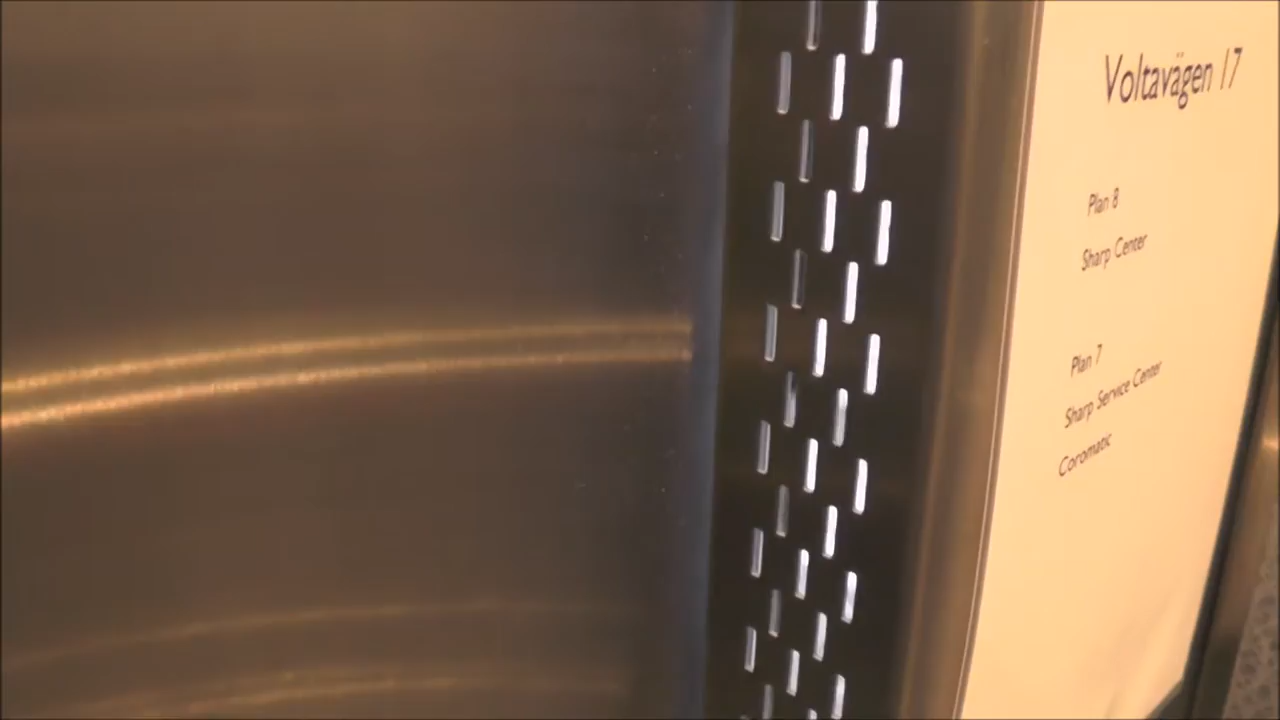 Voltavägen 17
Plan 8
Sharp Center
Plan 7
Sharp Service Center
Coromatic